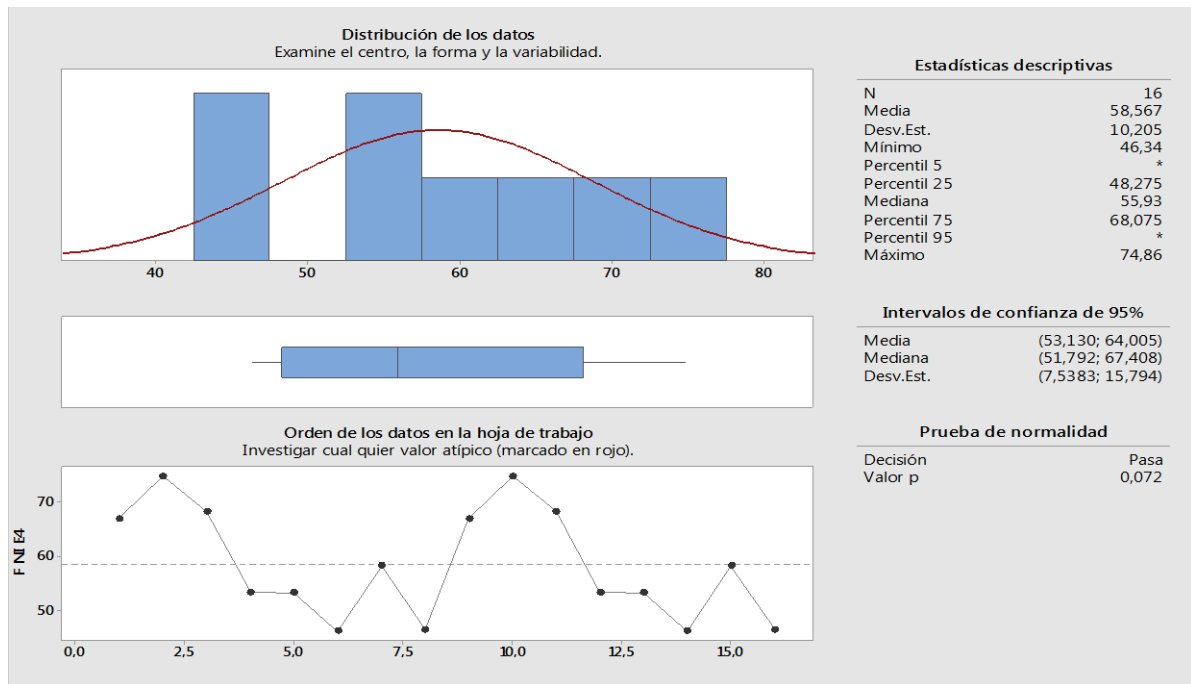 Distribución de los datos
Examine el centro, la forma y la variabilidad.
40 50 60 70 80
Orden de los datos en la hoja de trabajo
Investigar cual quier valor atípico (marcado en rojo).
F NI E4
70
60
50
0,0 2,5 5,0 7,5 10,0 12,5 15,0
Estadísticas descriptivas
N 16
Media 58,567
Desv.Est. 10,205
Mínimo 46,34
Percentil 5 *
Percentil 25 48,275
Mediana 55,93
Percentil 75 68,075
Percentil 95 *
Máximo 74,86
Intervalos de confianza de 95%
Media (53,130; 64,005)
Mediana (51,792; 67,408)
Desv.Est. (7,5383; 15,794)
Prueba de normalidad
Decisión Pasa
Valor p 0,072